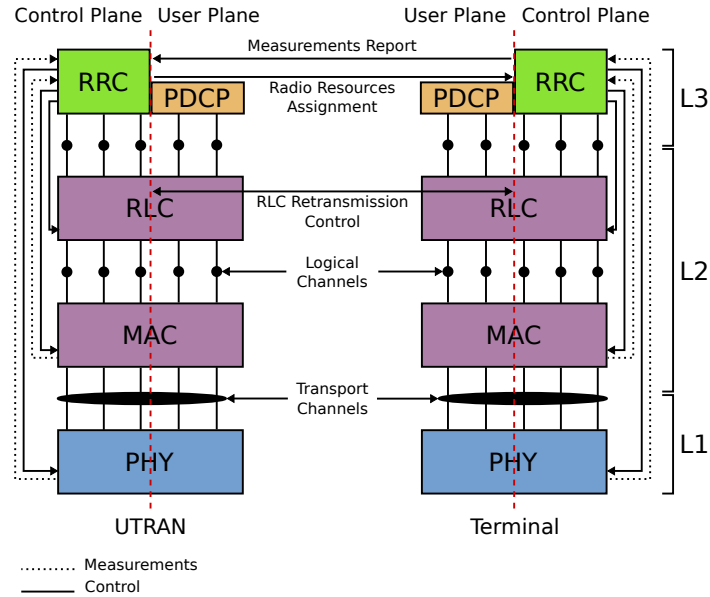 Control Plane User Plane User Plane Control Plane
Measurements Report
RRC RRC
PDCP Radio Resources PDCP
Assignment
L3
RLC RLC Retransmission RLC
Control
L2
Logical
Channels
MAC MAC
Transport
Channels
L1
PHY PHY
UTRAN Terminal
Measurements
Control